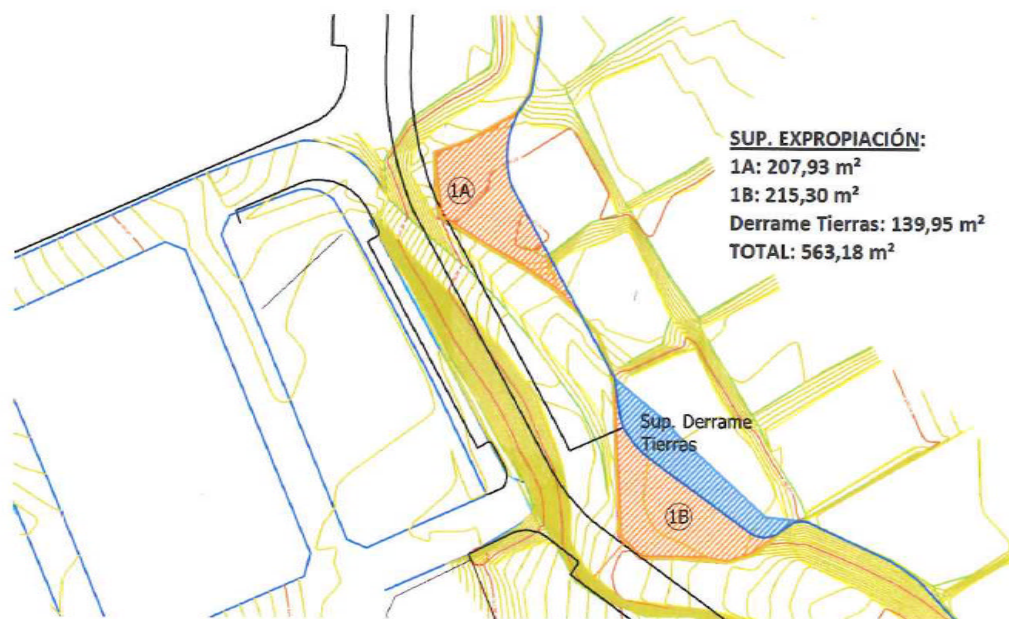 SUP. EXPROPIACIÓN:
1A: 207,93 m²
1B: 215,30 m²
Derrame Tierras: 139,95 m²
TOTAL: 563,18 m²
1A
Sup. Derrame
Tierras
1B